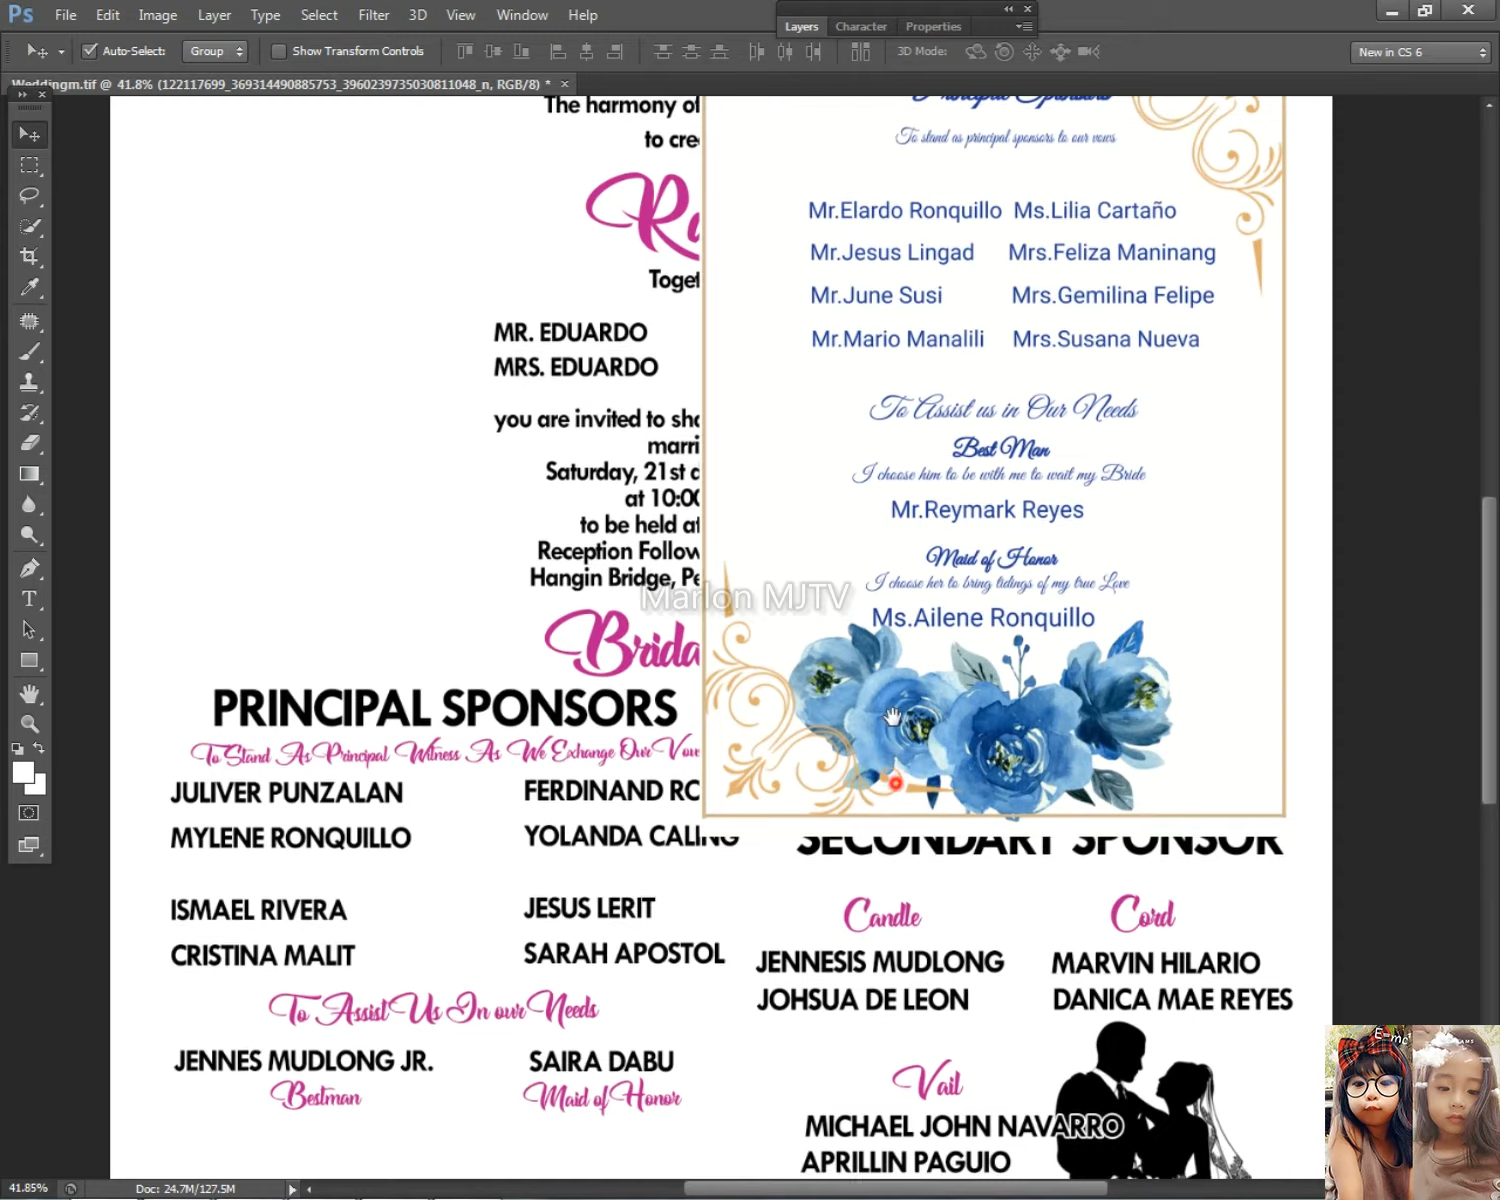 Ps File Edit Image Layer Type Select Filter 3D View Window Help
Layers Character Properties
Auto-Select: Group Show Transform Controls 3D Mode: New in CS 6
Weddingm.tif @ 41.8% (122117699_369314490885753_3960239735030811048_n, RGB/8) *
The harmony of
to cre
Ru
Toget
MR. EDUARDO
MRS. EDUARDO
you are invited to sha
marri
Saturday, 21st
at 10:00
to be held at
Reception Follow
Hangin Bridge, Pe
Brida
PRINCIPAL SPONSORS
To Stand As Principal Witness As We Exchange Our Vow
JULIVER PUNZALAN FERDINAND RO
MYLENE RONQUILLO YOLANDA CALING
ISMAEL RIVERA JESUS LERIT
CRISTINA MALIT SARAH APOSTOL
To Assist Us In our Needs
JENNES MUDLONG JR. SAIRA DABU
Bestman Maid of Honor
Principal Sponsors
To stand as principal sponsors to our vows
Mr.Elardo Ronquillo Ms.Lilia Cartaño
Mr.Jesus Lingad Mrs.Feliza Maninang
Mr.June Susi Mrs.Gemilina Felipe
Mr.Mario Manalili Mrs.Susana Nueva
To Assist us in Our Needs
Best Man
I choose him to be with me to wait my Bride
Mr.Reymark Reyes
Maid of Honor
I choose her to bring tidings of my true Love
Ms.Ailene Ronquillo
Marlon MJTV
SECONDARY SPONSOR
Candle Cord
JENNESIS MUDLONG MARVIN HILARIO
JOHSUA DE LEON DANICA MAE REYES
Vail
MICHAEL JOHN NAVARRO
APRILLIN PAGUIO
E=mc²
41.85% Doc: 24.7M/127.5M